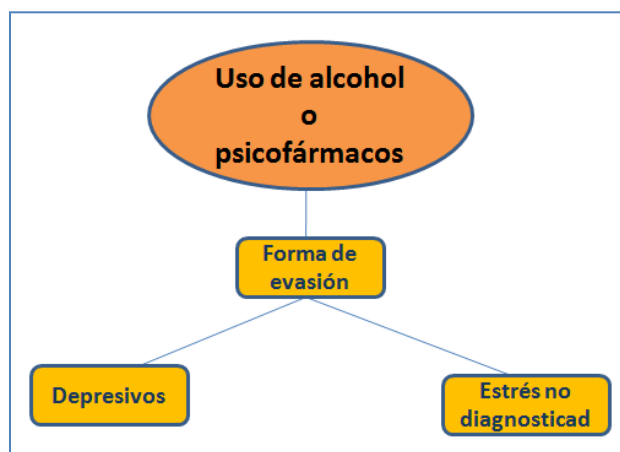 Uso de alcohol
o
psicofármacos
Forma de
evasión
Depresivos
Estrés no
diagnosticad